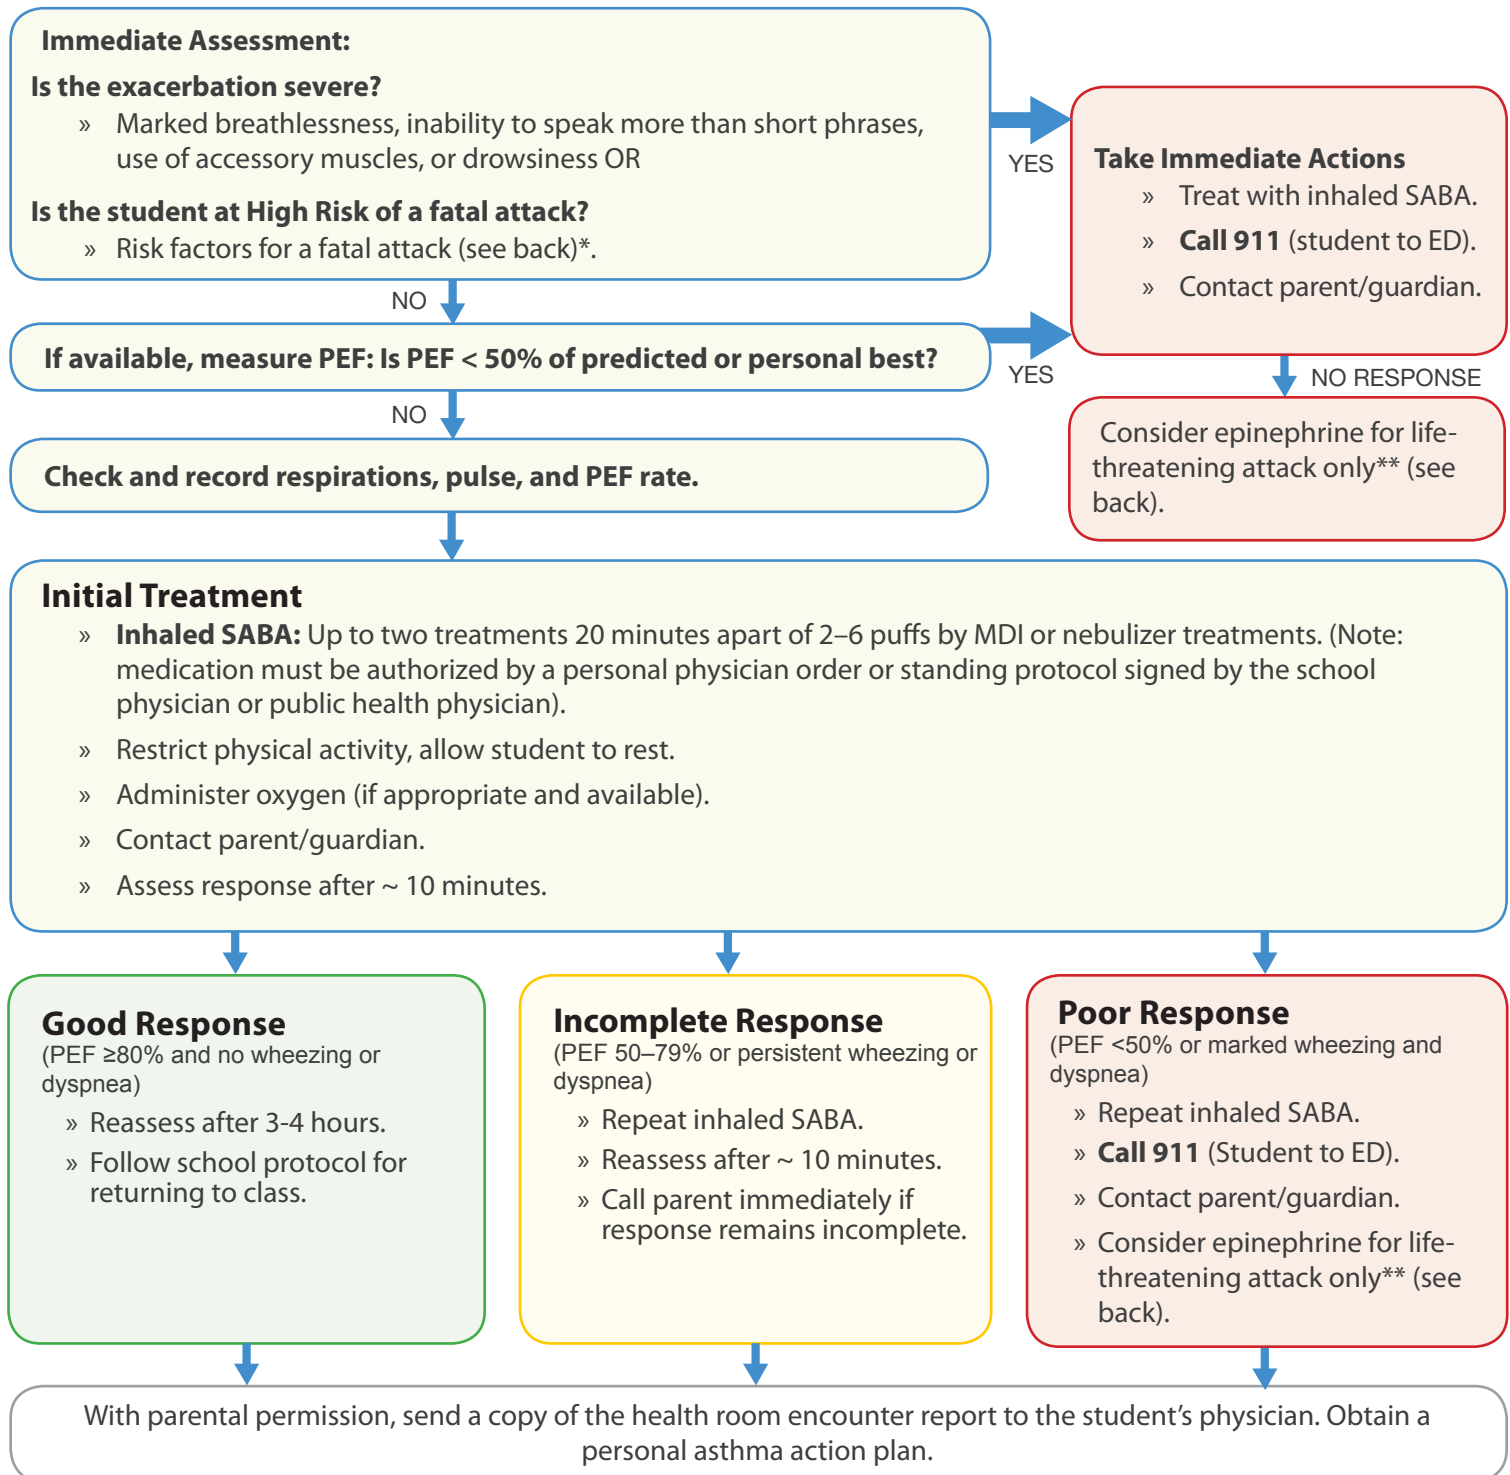 Immediate Assessment:
Is the exacerbation severe?
» Marked breathlessness, inability to speak more than short phrases,
use of accessory muscles, or drowsiness OR
Is the student at High Risk of a fatal attack?
» Risk factors for a fatal attack (see back)*.
YES
Take Immediate Actions
» Treat with inhaled SABA.
» Call 911 (student to ED).
» Contact parent/guardian.
NO
If available, measure PEF: Is PEF < 50% of predicted or personal best?
YES
NO RESPONSE
Consider epinephrine for life-
threatening attack only** (see
back).
NO
Check and record respirations, pulse, and PEF rate.
Initial Treatment
» Inhaled SABA: Up to two treatments 20 minutes apart of 2–6 puffs by MDI or nebulizer treatments. (Note:
medication must be authorized by a personal physician order or standing protocol signed by the school
physician or public health physician).
» Restrict physical activity, allow student to rest.
» Administer oxygen (if appropriate and available).
» Contact parent/guardian.
» Assess response after ~ 10 minutes.
Good Response
(PEF ≥80% and no wheezing or
dyspnea)
» Reassess after 3-4 hours.
» Follow school protocol for
returning to class.
Incomplete Response
(PEF 50–79% or persistent wheezing or
dyspnea)
» Repeat inhaled SABA.
» Reassess after ~ 10 minutes.
» Call parent immediately if
response remains incomplete.
Poor Response
(PEF <50% or marked wheezing and
dyspnea)
» Repeat inhaled SABA.
» Call 911 (Student to ED).
» Contact parent/guardian.
» Consider epinephrine for life-
threatening attack only** (see
back).
With parental permission, send a copy of the health room encounter report to the student’s physician. Obtain a
personal asthma action plan.